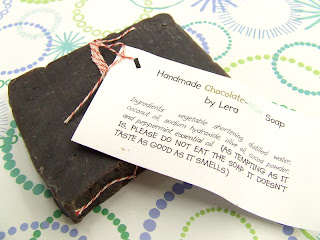 Handmade Chocolate Soap
by Lera
Ingredients: vegetable shortening, distilled water,
coconut oil, sodium hydroxide, olive oil, cocoa powder,
and peppermint essential oil. (AS TEMPTING AS IT
IS, PLEASE DO NOT EAT THE SOAP. IT DOESN'T
TASTE AS GOOD AS IT SMELLS.)